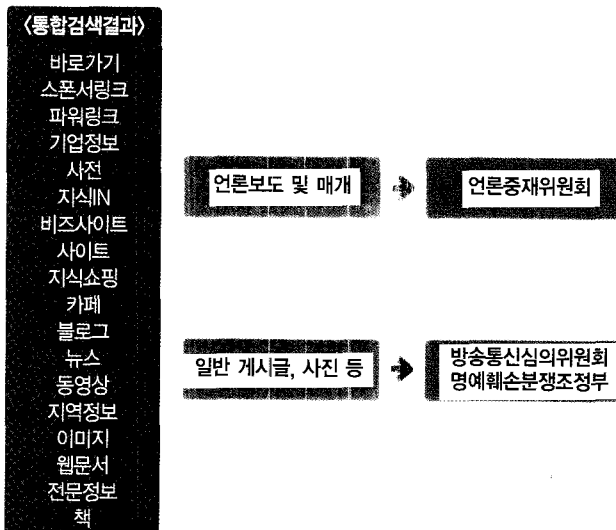 〈통합검색결과〉
바로가기
스폰서링크
파워링크
기업정보
사전
지식IN
비즈사이트
사이트
지식쇼핑
카페
블로그
뉴스
동영상
지역정보
이미지
웹문서
전문정보
책
언론보도 및 매개
언론중재위원회
일반 게시글, 사진 등
방송통신심의위원회
명예훼손분쟁조정부